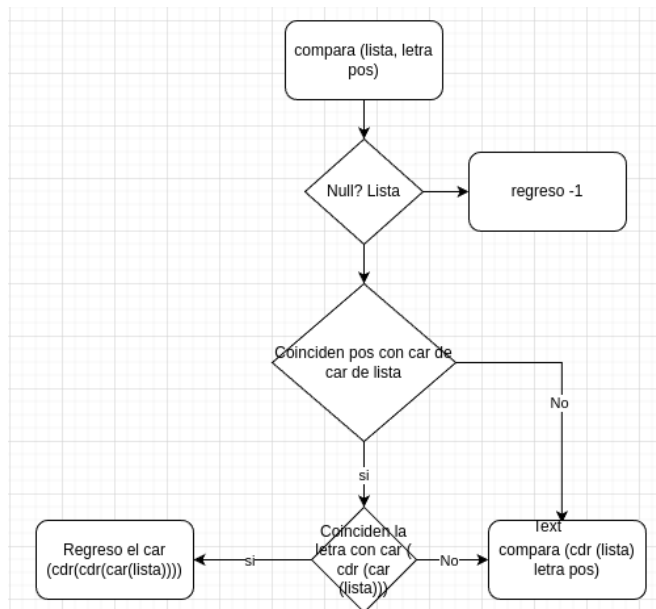 compara (lista, letra
pos)
Null? Lista
regreso -1
Coinciden pos con car de
car de lista
No
si
Coinciden la
letra con car (
cdr (car
(lista)))
si
No
Regreso el car
(cdr(cdr(car(lista))))
Text
compara (cdr (lista)
letra pos)